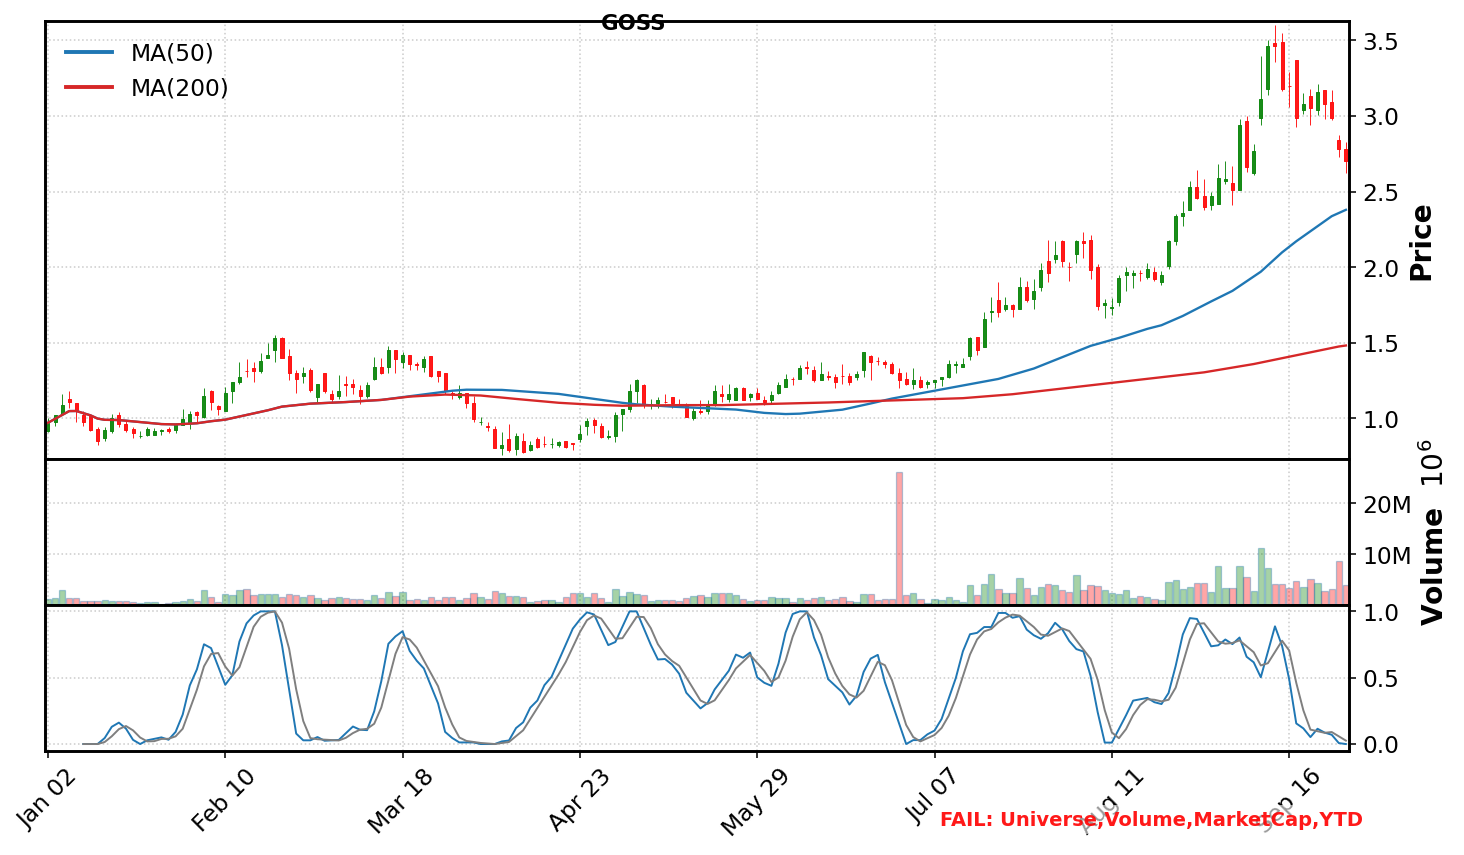 GOSS
MA(50)
MA(200)
3.5
3.0
2.5
2.0
1.5
1.0
Price
20M
10M
Volume 10^6
1.0
0.5
0.0
Jan 02
Feb 10
Mar 18
Apr 23
May 29
Jul 07
Aug 11
Sep 16
FAIL: Universe,Volume,MarketCap,YTD